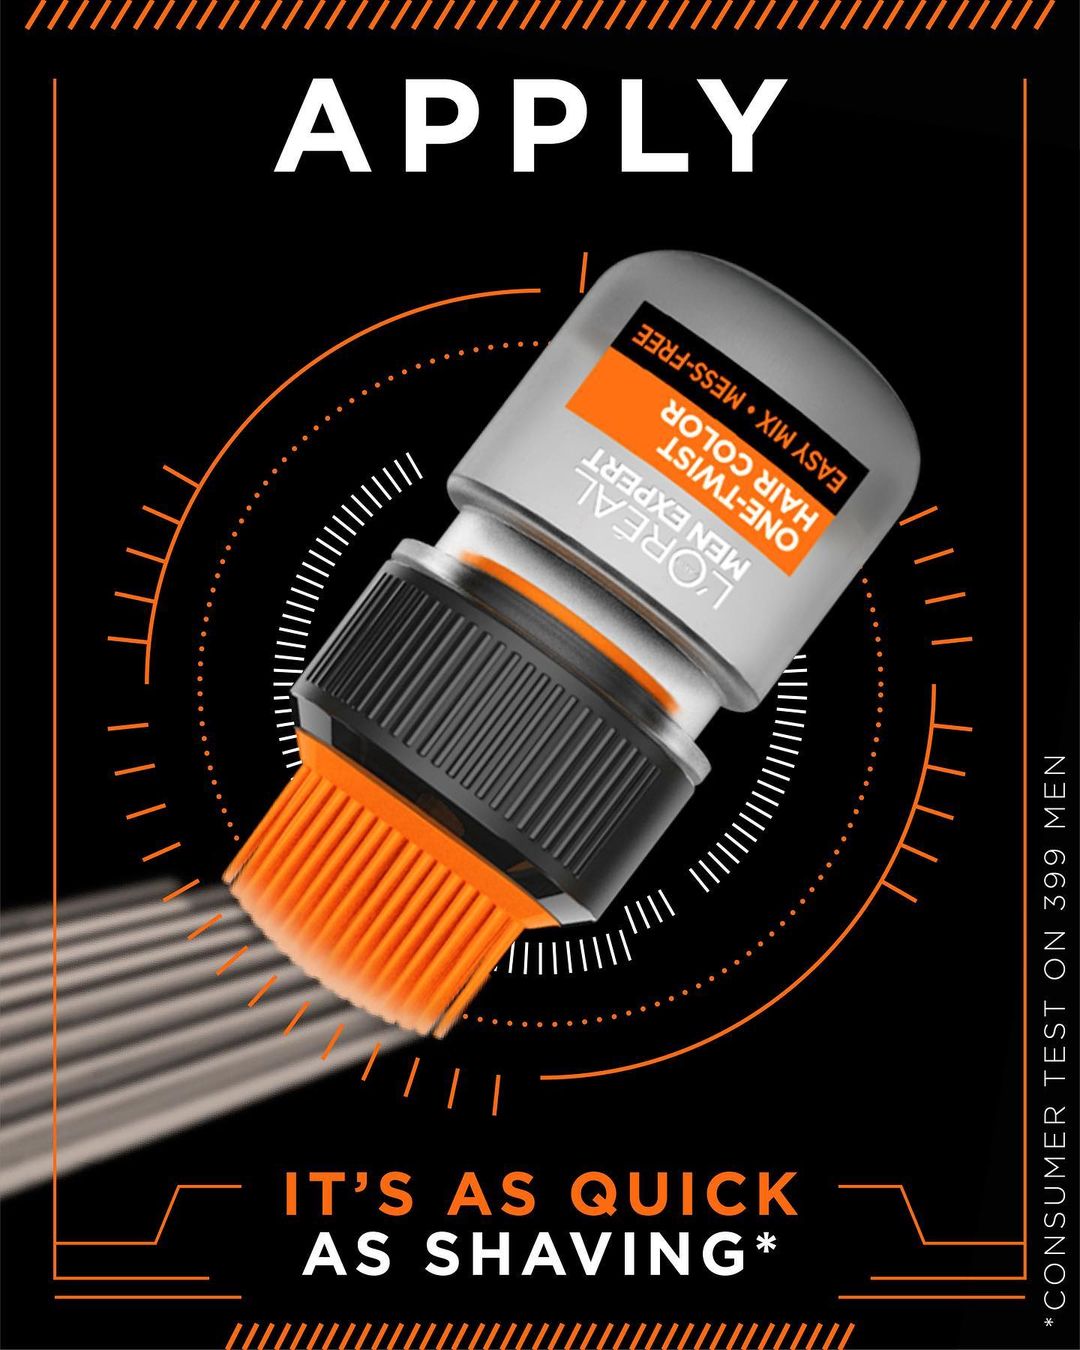 APPLY
L'ORÉAL
MEN EXPERT
ONE-TWIST
HAIR COLOR
EASY MIX • MESS-FREE
IT'S AS QUICK
AS SHAVING*
*CONSUMER TEST ON 399 MEN